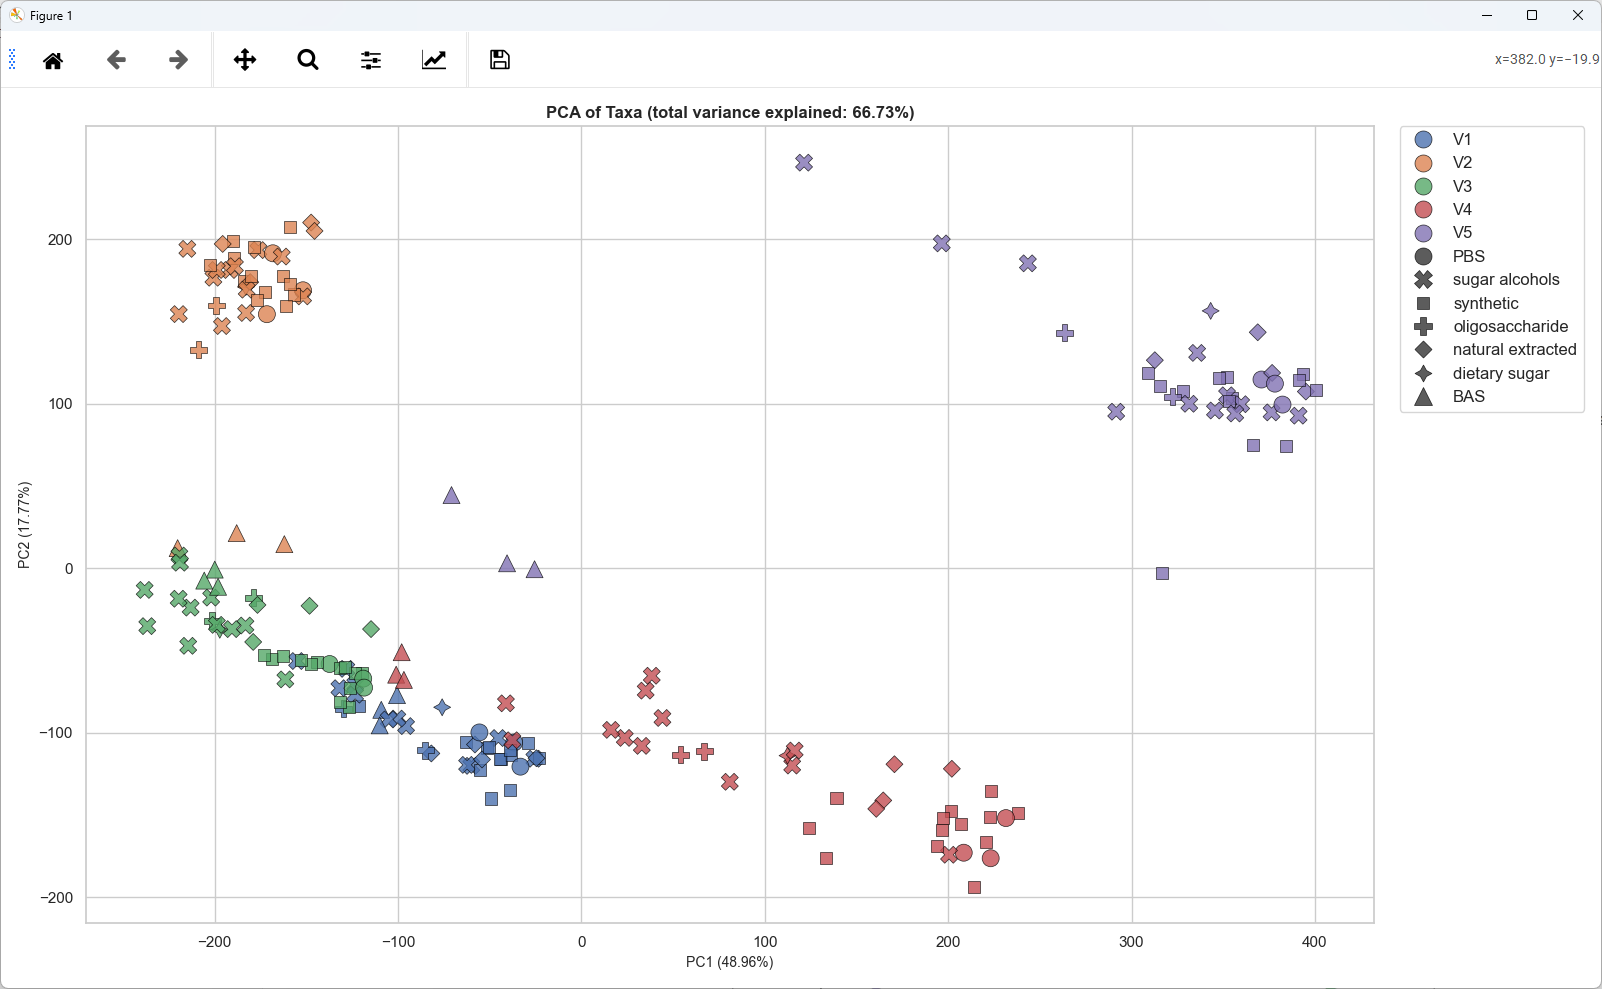 Figure 1
x=382.0 y=−19.9
PCA of Taxa (total variance explained: 66.73%)
V1
V2
V3
V4
V5
PBS
sugar alcohols
synthetic
oligosaccharide
natural extracted
dietary sugar
BAS
200
100
0
−100
−200
PC2 (17.77%)
−200
−100
0
100
200
300
400
PC1 (48.96%)